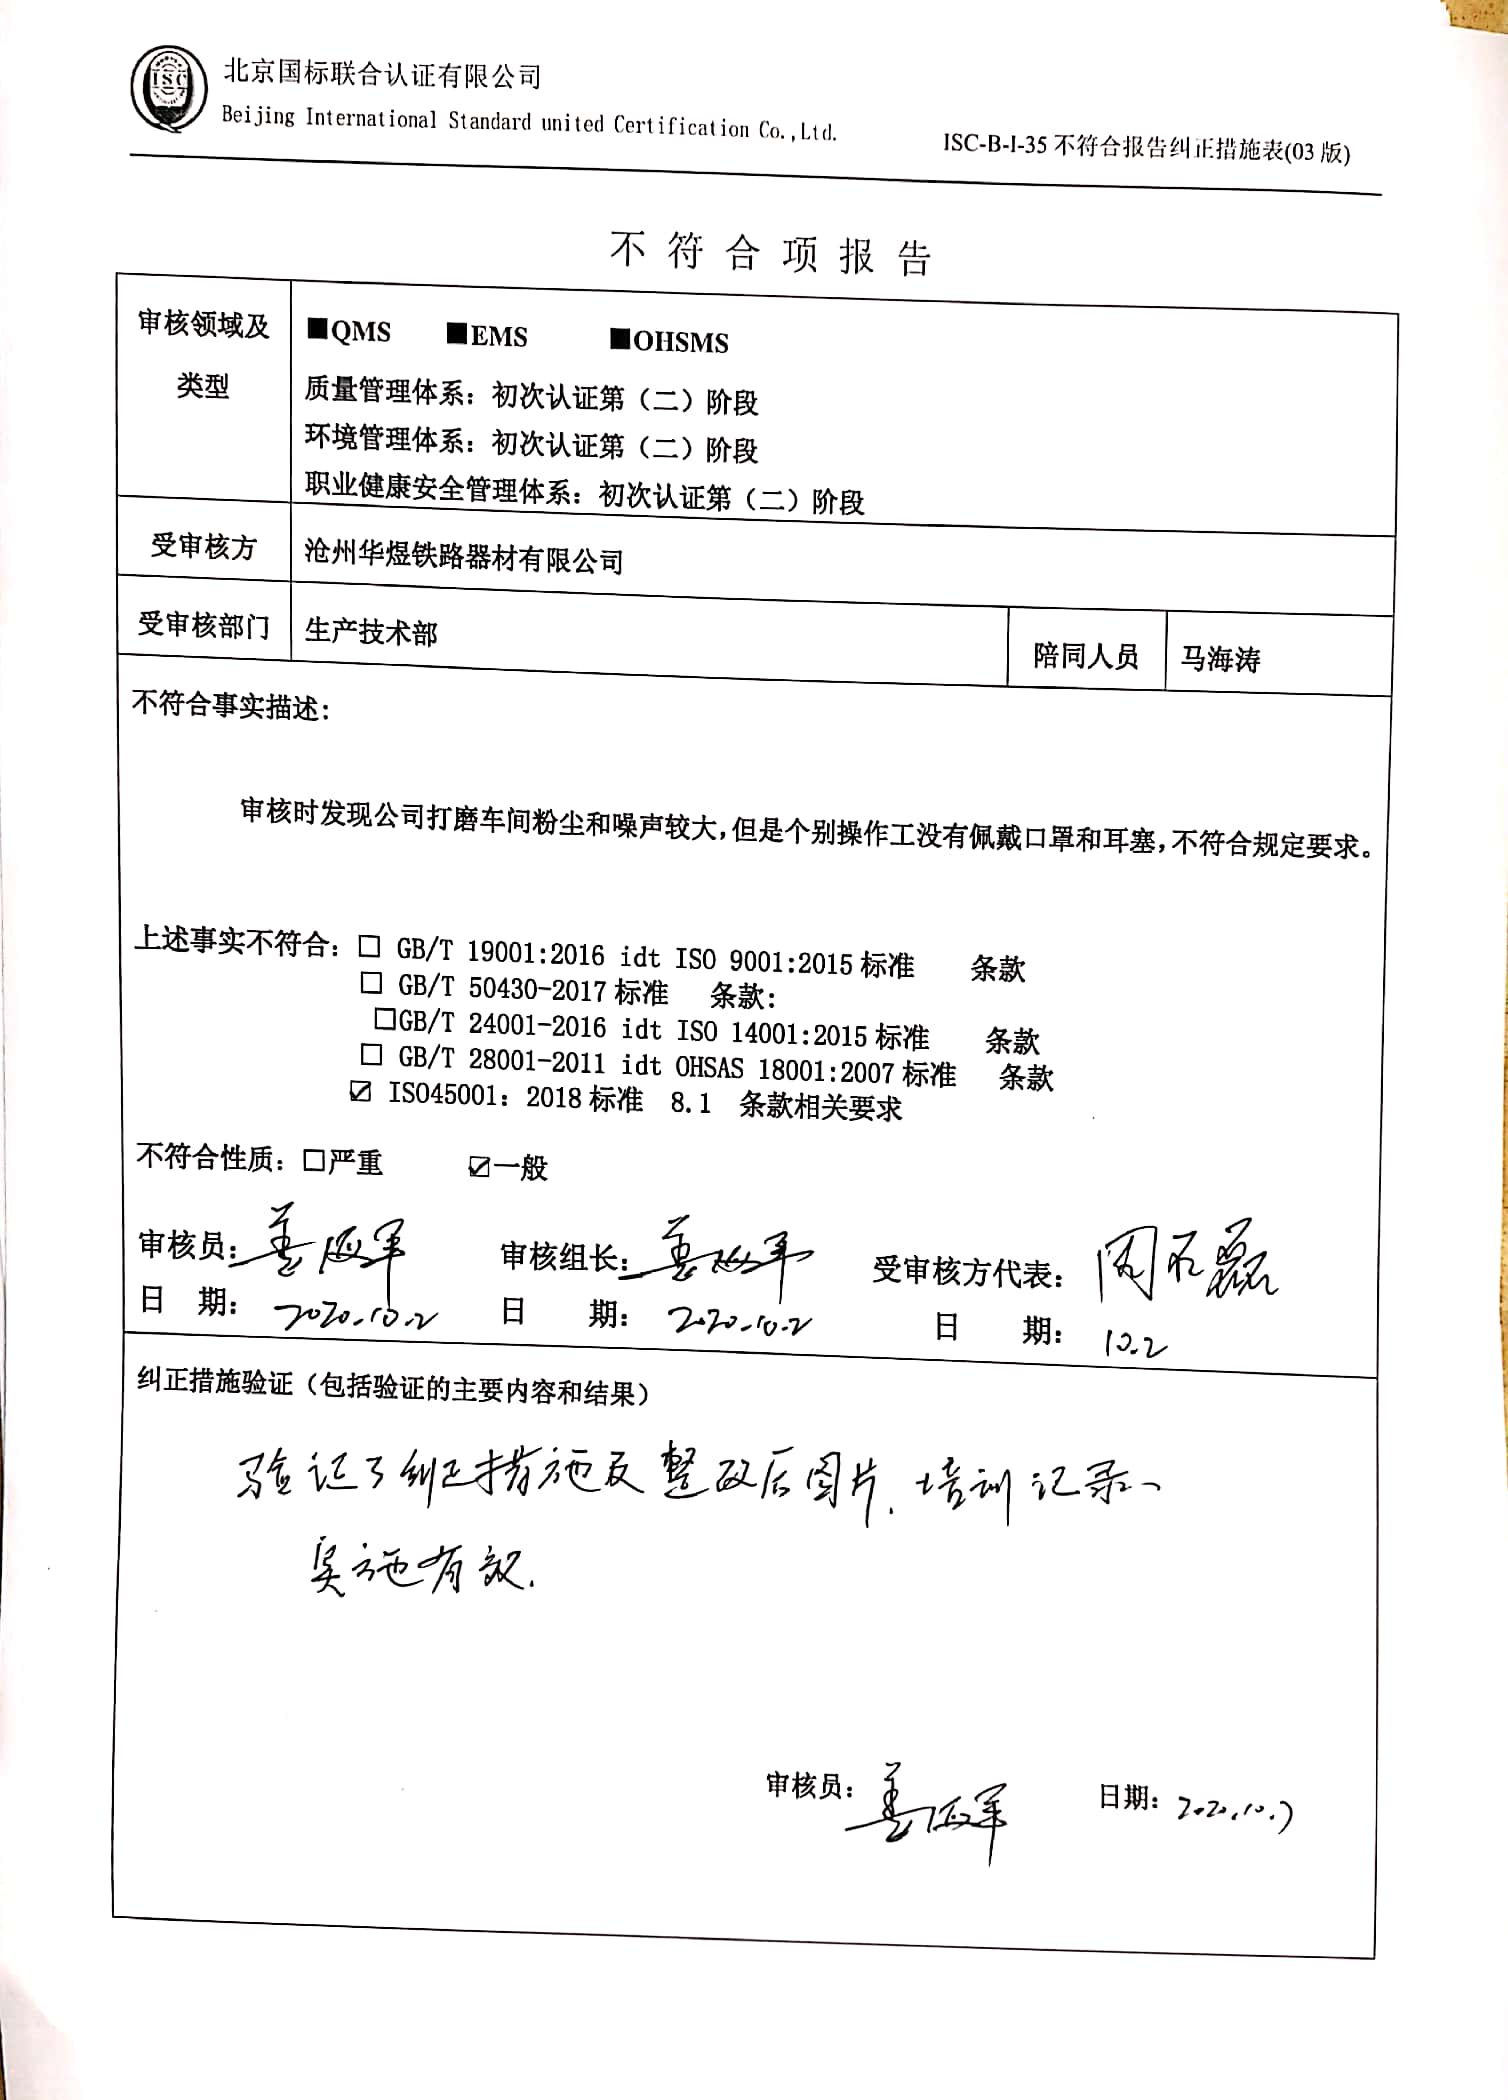 ISC
北京国标联合认证有限公司
Beijing International Standard united Certification Co.,Ltd.
ISC-B-I-35 不符合报告纠正措施表(03 版)
不符合项报告
审核领域及类型
■QMS ■EMS ■OHSMS
质量管理体系：初次认证第（二）阶段
环境管理体系：初次认证第（二）阶段
职业健康安全管理体系：初次认证第（二）阶段
受审核方 沧州华煜铁路器材有限公司
受审核部门 生产技术部 陪同人员 马海涛
不符合事实描述：
审核时发现公司打磨车间粉尘和噪声较大，但是个别操作工没有佩戴口罩和耳塞，不符合规定要求。
上述事实不符合：□ GB/T 19001:2016 idt ISO 9001:2015 标准 条款
□ GB/T 50430-2017 标准 条款：
□GB/T 24001-2016 idt ISO 14001:2015 标准 条款
□ GB/T 28001-2011 idt OHSAS 18001:2007 标准 条款
☑ ISO45001：2018 标准 8.1 条款相关要求
不符合性质：□严重 ☑一般
审核员： 审核组长： 受审核方代表：
日 期：2020.10.2 日 期：2020.10.2 日 期：10.2
纠正措施验证（包括验证的主要内容和结果）
验证了纠正措施及整改后图片、培训记录、
实施有效.
审核员： 日期：2020.10.7